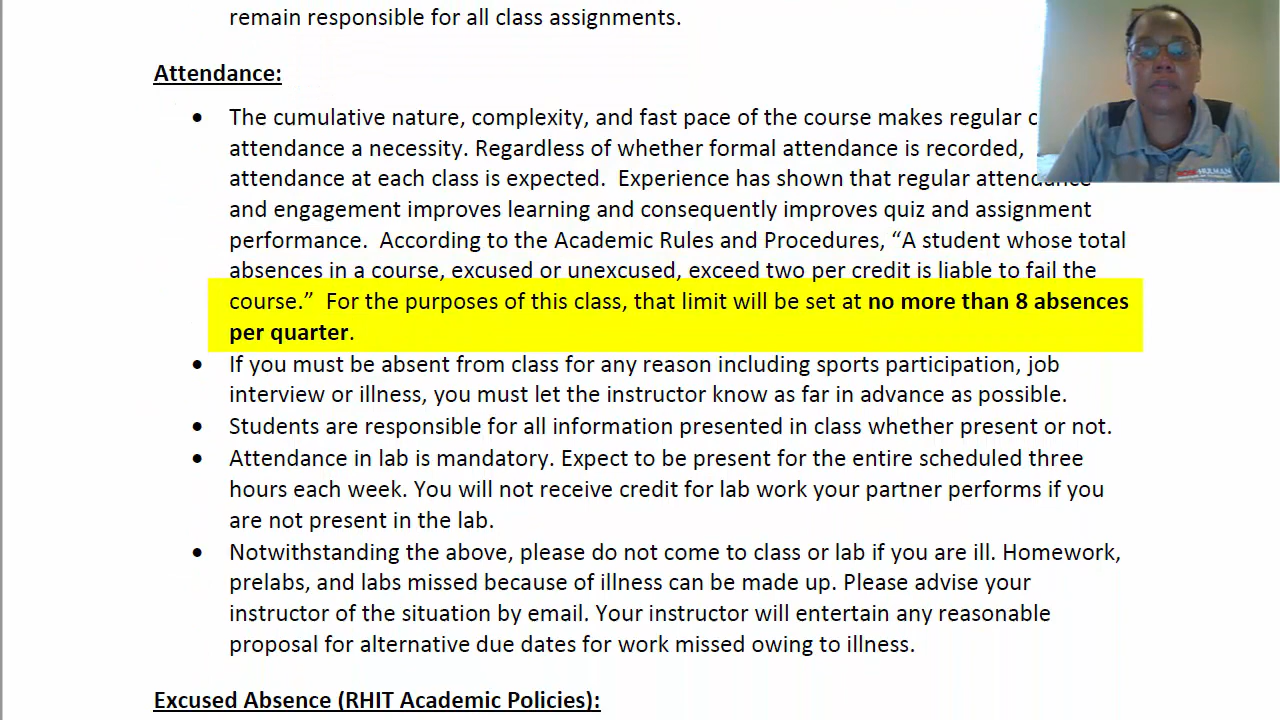 remain responsible for all class assignments.
Attendance:
• The cumulative nature, complexity, and fast pace of the course makes regular
attendance a necessity. Regardless of whether formal attendance is recorded,
attendance at each class is expected.  Experience has shown that regular attendance
and engagement improves learning and consequently improves quiz and assignment
performance.  According to the Academic Rules and Procedures, “A student whose total
absences in a course, excused or unexcused, exceed two per credit is liable to fail the
course.”  For the purposes of this class, that limit will be set at no more than 8 absences
per quarter.
• If you must be absent from class for any reason including sports participation, job
interview or illness, you must let the instructor know as far in advance as possible.
• Students are responsible for all information presented in class whether present or not.
• Attendance in lab is mandatory. Expect to be present for the entire scheduled three
hours each week. You will not receive credit for lab work your partner performs if you
are not present in the lab.
• Notwithstanding the above, please do not come to class or lab if you are ill. Homework,
prelabs, and labs missed because of illness can be made up. Please advise your
instructor of the situation by email. Your instructor will entertain any reasonable
proposal for alternative due dates for work missed owing to illness.
Excused Absence (RHIT Academic Policies):